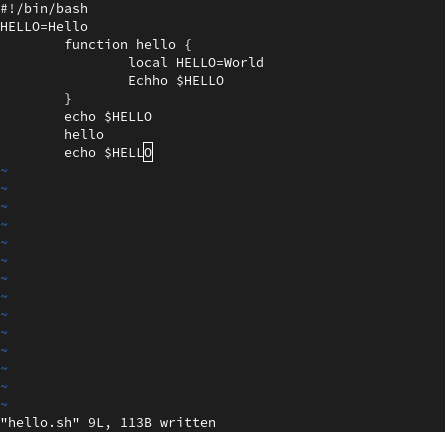 #!/bin/bash
HELLO=Hello
        function hello {
                local HELLO=World
                Echho $HELLO
        }
        echo $HELLO
        hello
        echo $HELLO
~
~
~
~
~
~
~
~
~
~
~
~
~
~
"hello.sh" 9L, 113B written